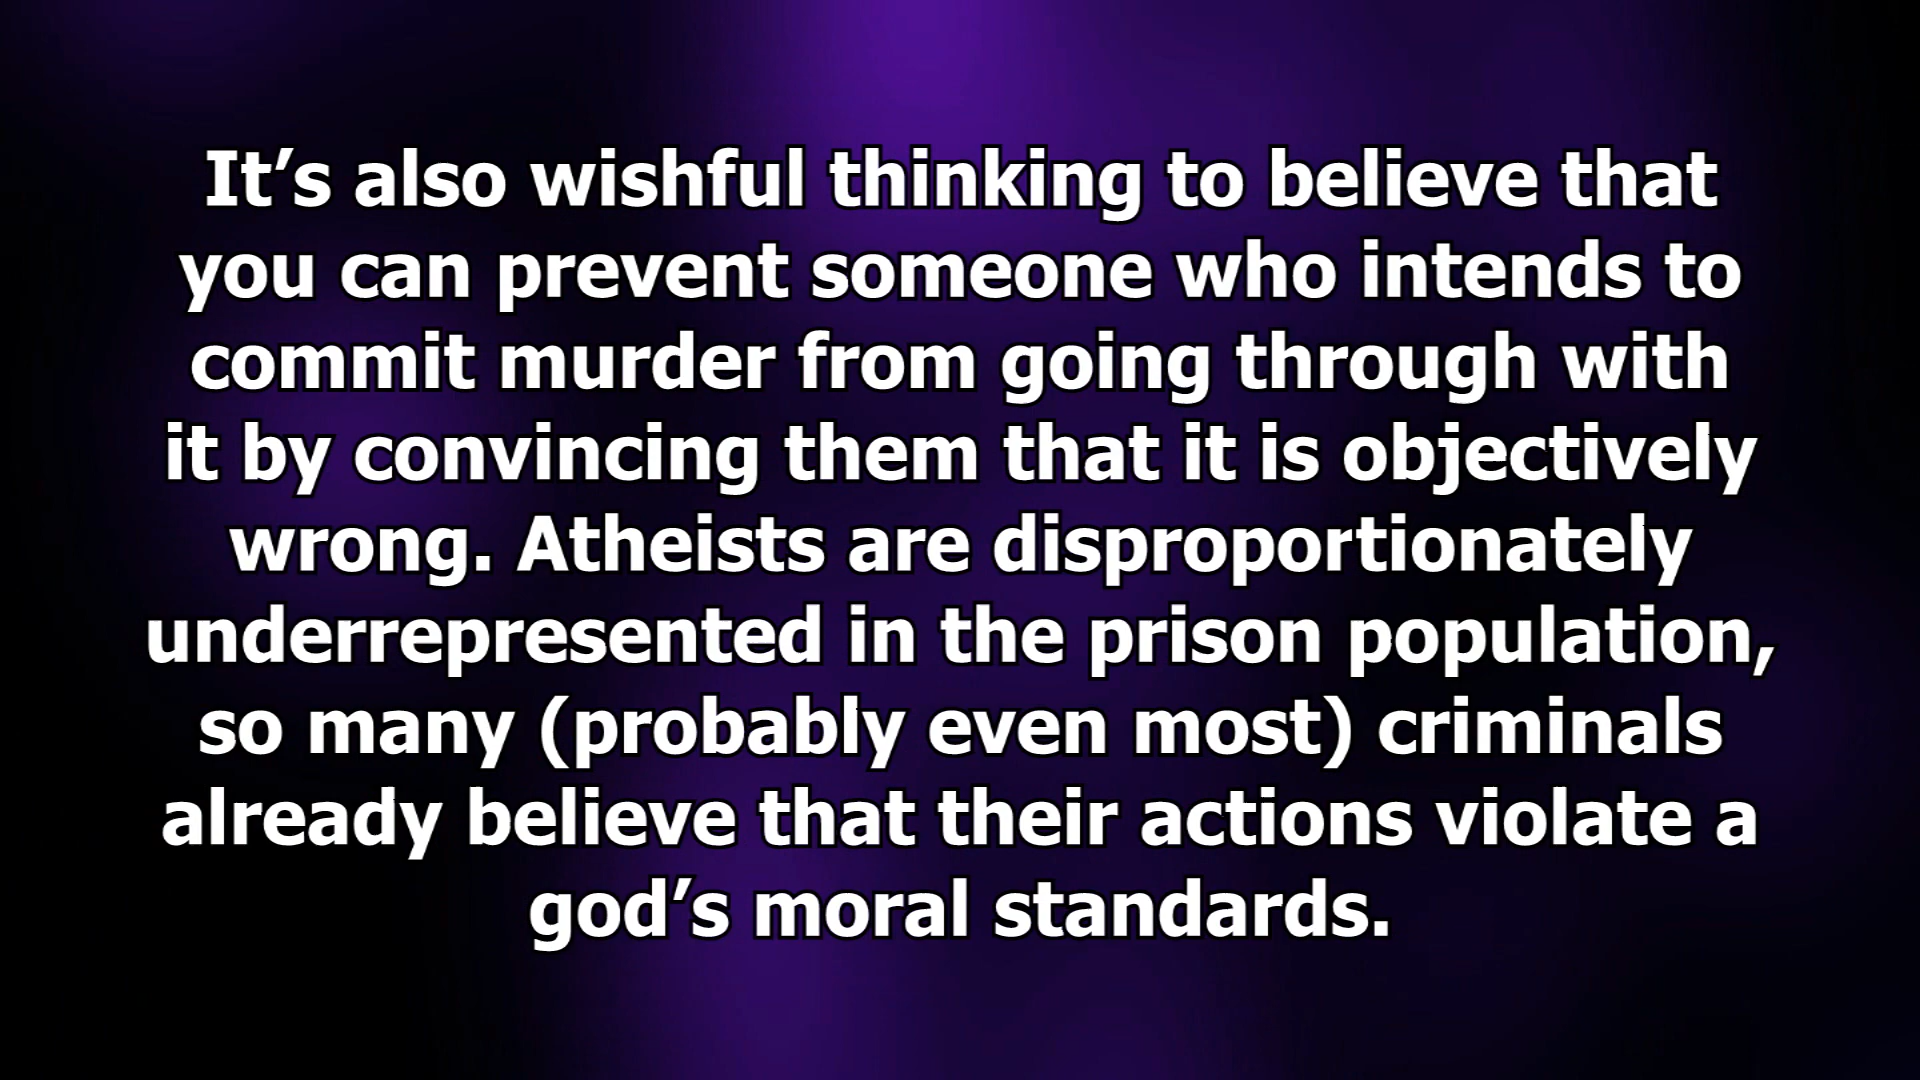 It’s also wishful thinking to believe that
you can prevent someone who intends to
commit murder from going through with
it by convincing them that it is objectively
wrong. Atheists are disproportionately
underrepresented in the prison population,
so many (probably even most) criminals
already believe that their actions violate a
god’s moral standards.